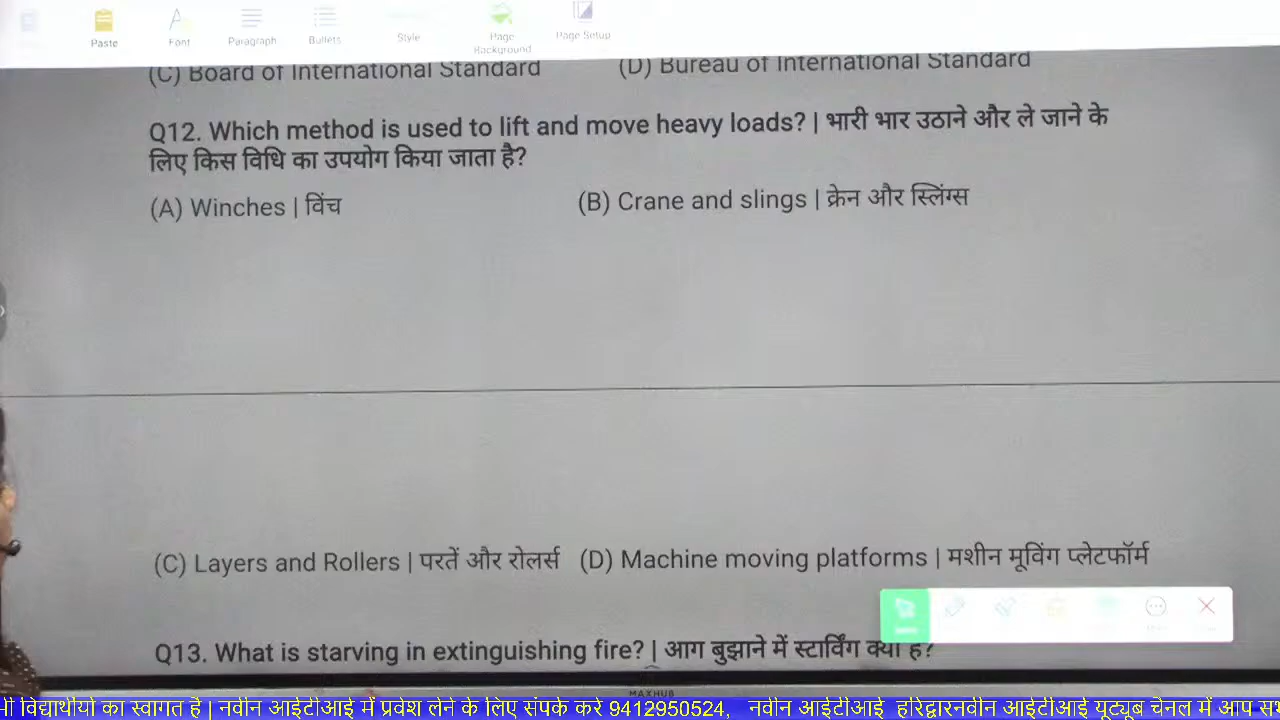 Paste
Font
Paragraph
Bullets
Style
Page Background
Page Setup
(C) Board of International Standard (D) Bureau of International Standard
Q12. Which method is used to lift and move heavy loads? | भारी भार उठाने और ले जाने के
लिए किस विधि का उपयोग किया जाता है?
(A) Winches | विंच (B) Crane and slings | क्रेन और स्लिंग्स
(C) Layers and Rollers | परतें और रोलर्स (D) Machine moving platforms | मशीन मूविंग प्लेटफॉर्म
Q13. What is starving in extinguishing fire? | आग बुझाने में स्टार्विंग क्या है?
MAXHUB
विद्यार्थीयों का स्वागत है | नवीन आईटीआई में प्रवेश लेने के लिए संपर्क करें 9412950524, नवीन आईटीआई हरिद्वारनवीन आईटीआई यूट्यूब चैनल में आप